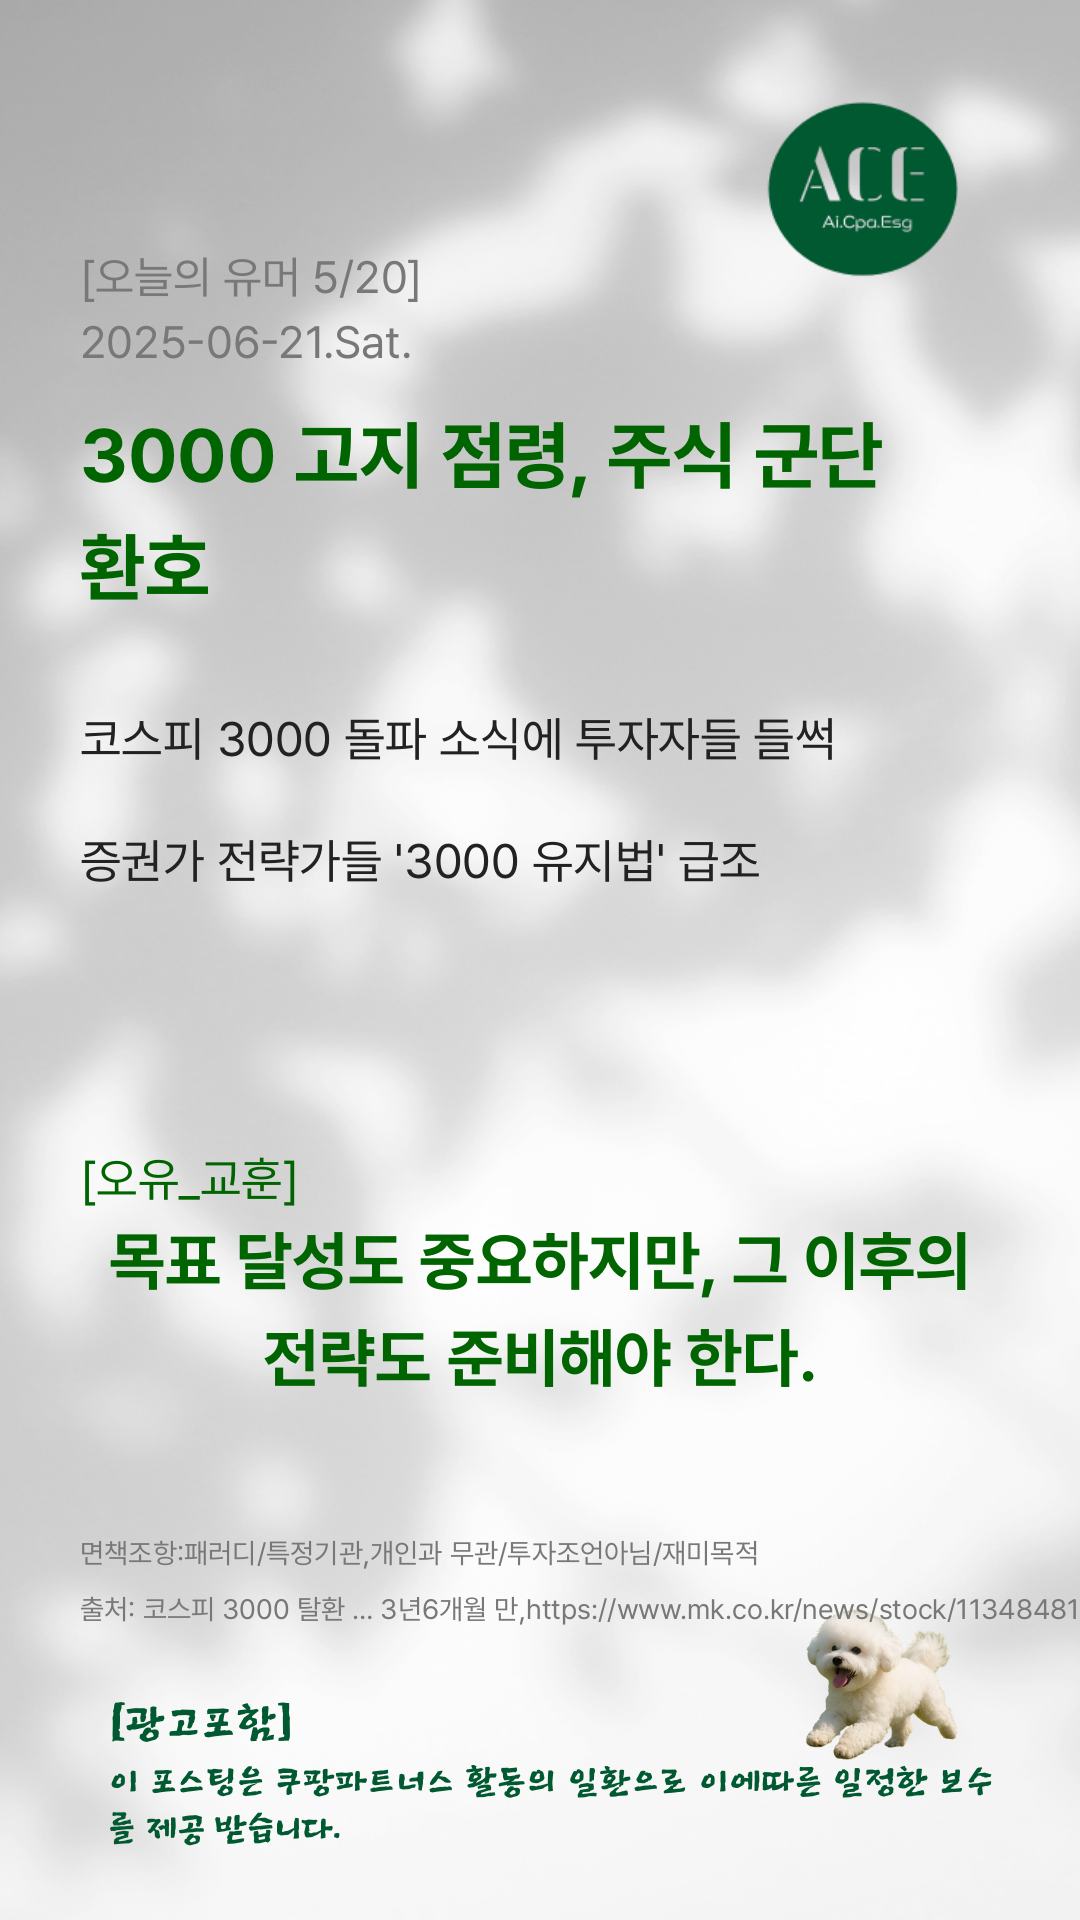 ACE
Ai.Cpa.Esg
[오늘의 유머 5/20]
2025-06-21.Sat.
3000 고지 점령, 주식 군단
환호
코스피 3000 돌파 소식에 투자자들 들썩
증권가 전략가들 '3000 유지법' 급조
[오유_교훈]
목표 달성도 중요하지만, 그 이후의
전략도 준비해야 한다.
면책조항:패러디/특정기관,개인과 무관/투자조언아님/재미목적
출처: 코스피 3000 탈환 ... 3년6개월 만,https://www.mk.co.kr/news/stock/11348481
[광고포함]
이 포스팅은 쿠팡파트너스 활동의 일환으로 이에따른 일정한 보수
를 제공 받습니다.